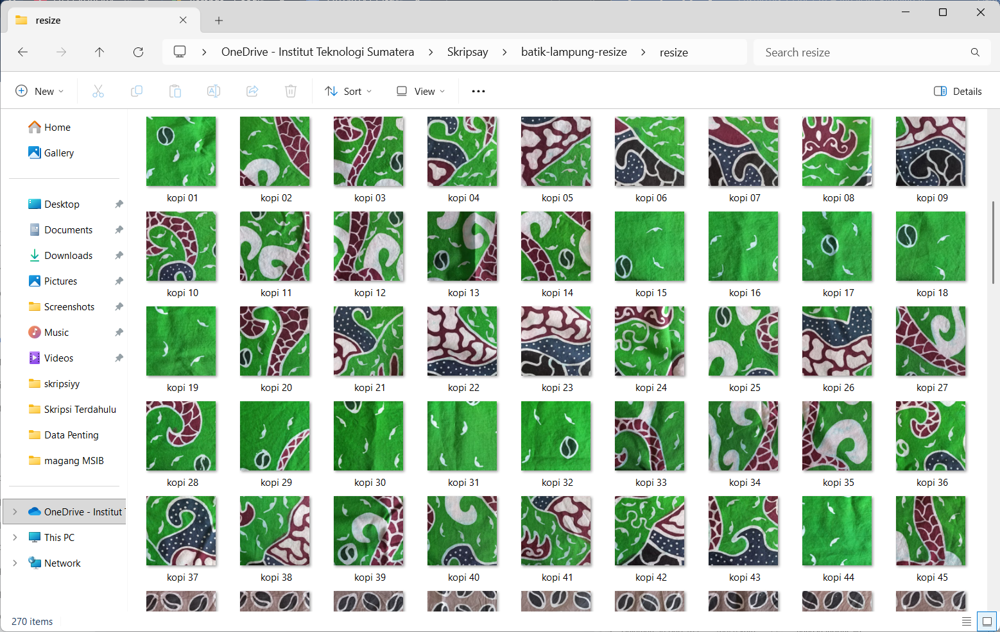 resize
OneDrive - Institut Teknologi Sumatera
Skripsay
batik-lampung-resize
resize
Search resize
New
Sort
View
Details
Home
Gallery
Desktop
Documents
Downloads
Pictures
Screenshots
Music
Videos
skripsiyy
Skripsi Terdahulu
Data Penting
magang MSIB
OneDrive - Institut
This PC
Network
kopi 01 kopi 02 kopi 03 kopi 04 kopi 05 kopi 06 kopi 07 kopi 08 kopi 09
kopi 10 kopi 11 kopi 12 kopi 13 kopi 14 kopi 15 kopi 16 kopi 17 kopi 18
kopi 19 kopi 20 kopi 21 kopi 22 kopi 23 kopi 24 kopi 25 kopi 26 kopi 27
kopi 28 kopi 29 kopi 30 kopi 31 kopi 32 kopi 33 kopi 34 kopi 35 kopi 36
kopi 37 kopi 38 kopi 39 kopi 40 kopi 41 kopi 42 kopi 43 kopi 44 kopi 45
270 items